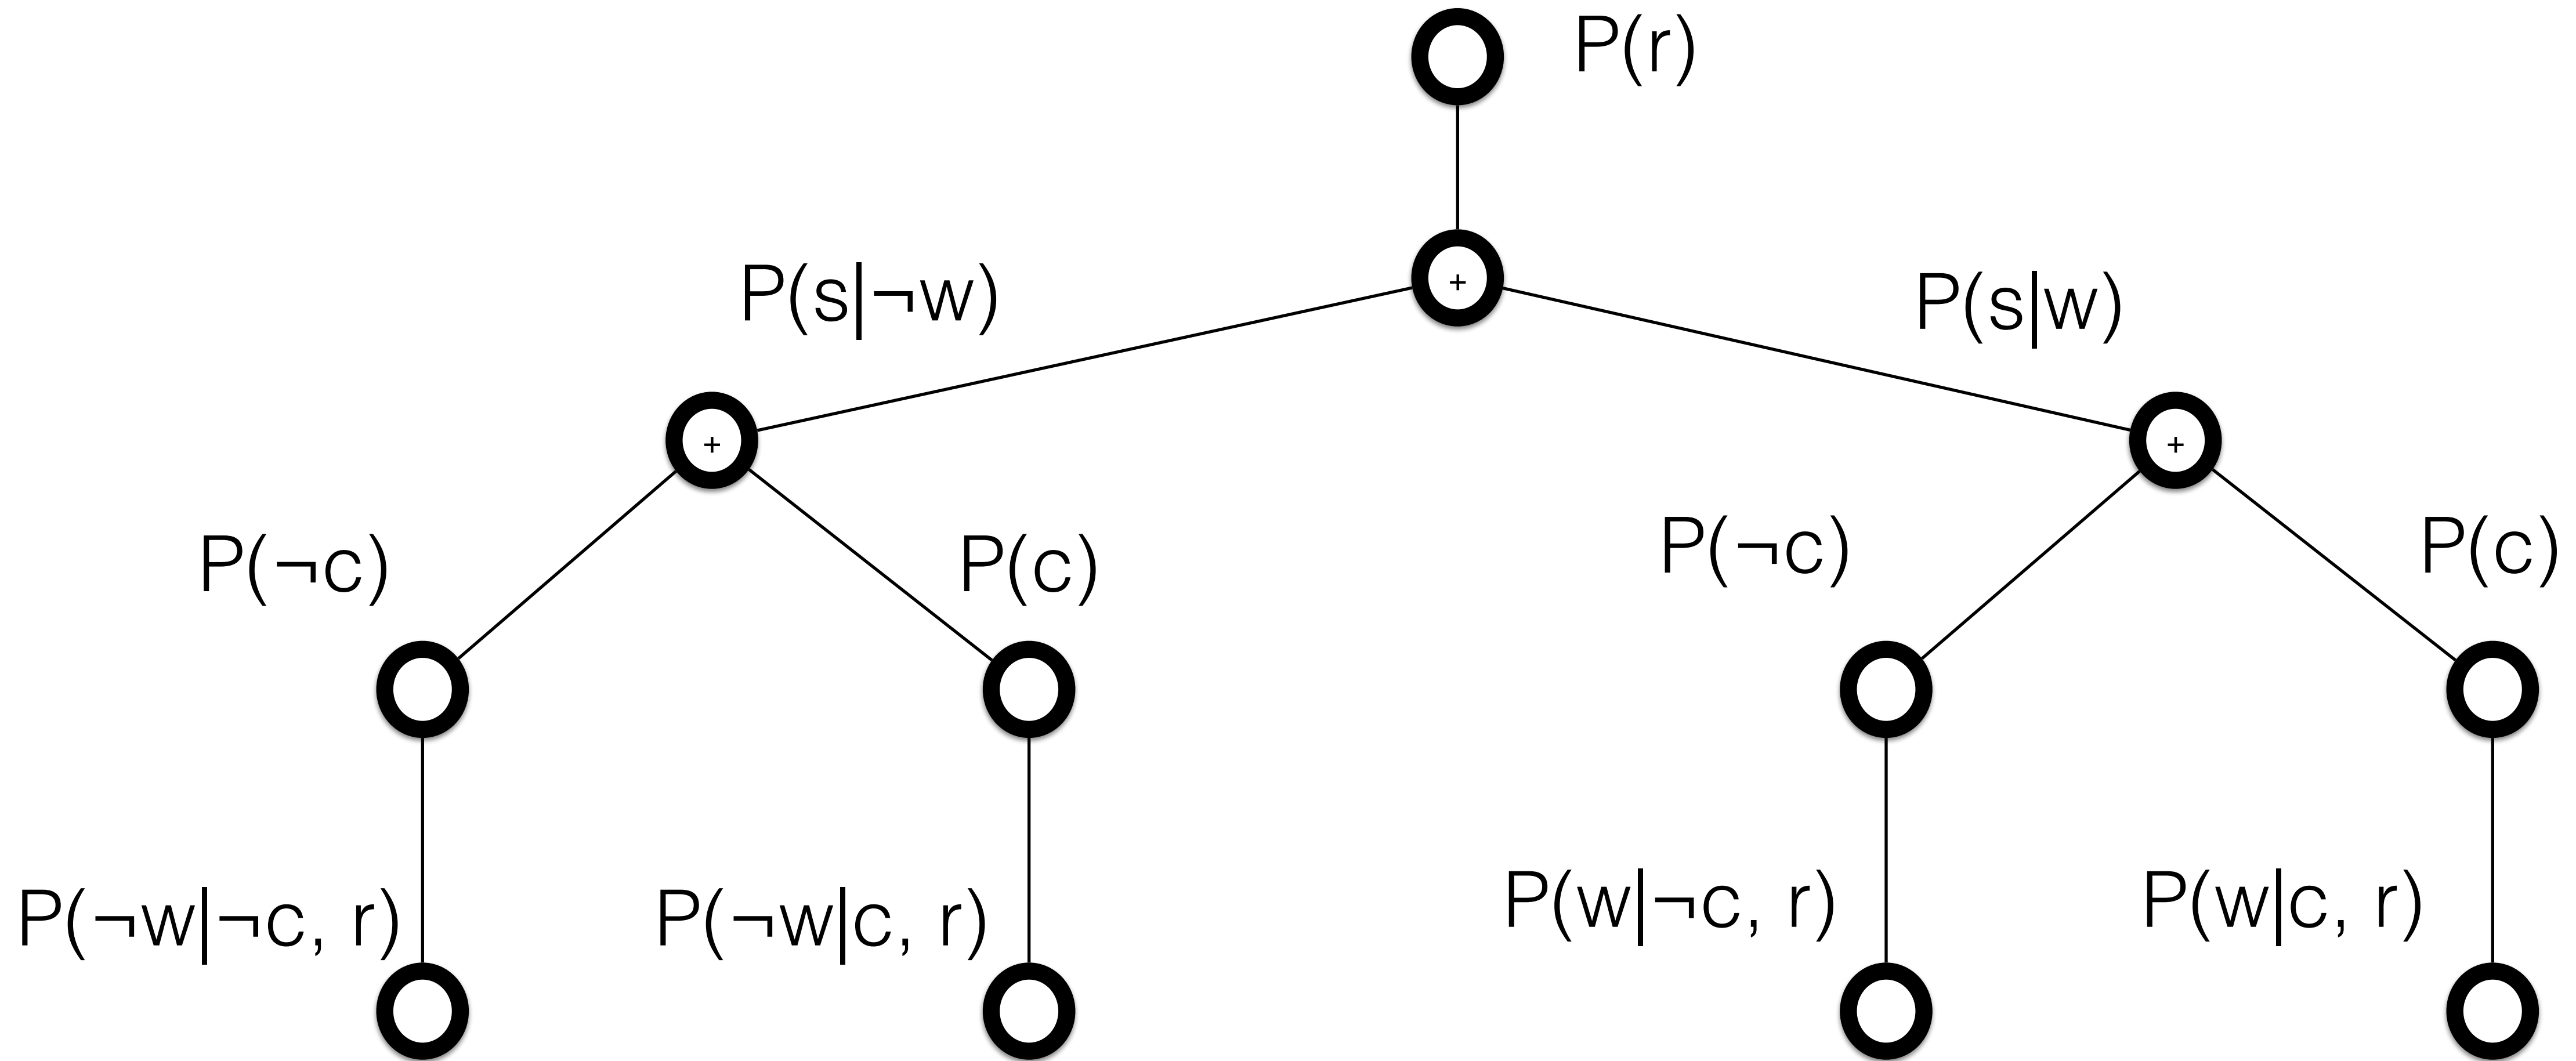 P(r)
+
P(s|¬w)
P(s|w)
+
+
P(¬c)
P(c)
P(¬c)
P(c)
P(¬w|¬c, r)
P(¬w|c, r)
P(w|¬c, r)
P(w|c, r)